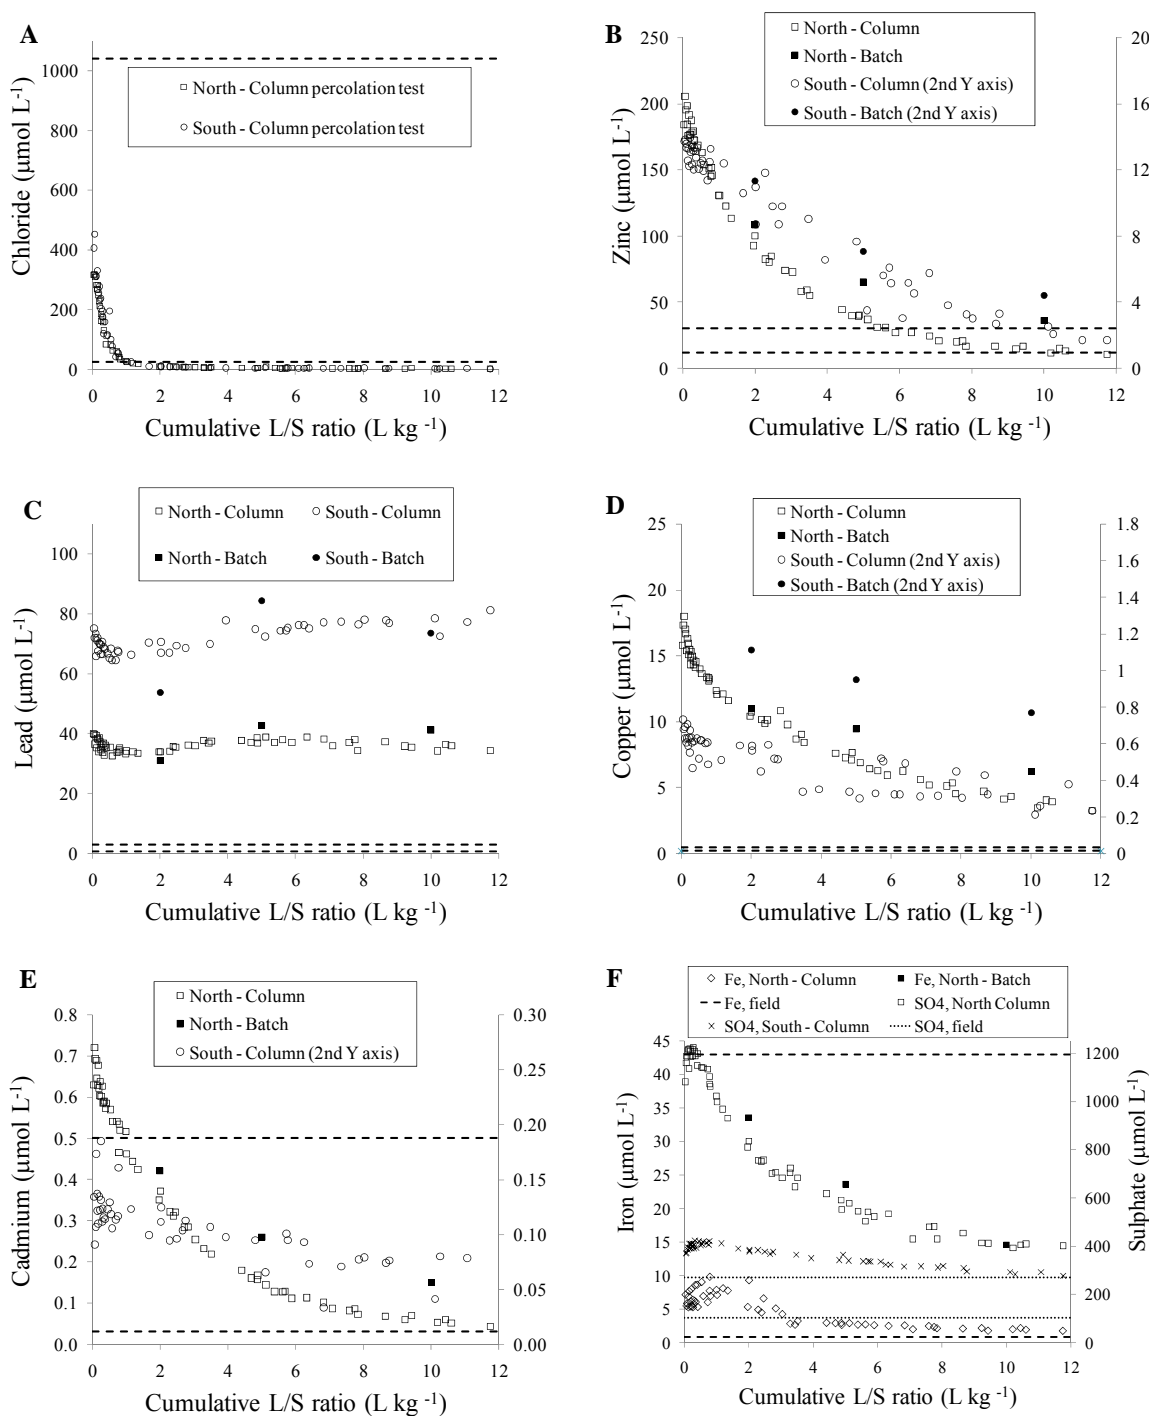 A
Chloride (µmol L-1)
1000
800
600
400
200
0
North - Column percolation test
South - Column percolation test
0 2 4 6 8 10 12
Cumulative L/S ratio (L kg -1)
B
Zinc (µmol L-1)
250
200
150
100
50
0
North - Column
North - Batch
South - Column (2nd Y axis)
South - Batch (2nd Y axis)
20
16
12
8
4
0
0 2 4 6 8 10 12
Cumulative L/S ratio (L kg -1)
C
North - Column South - Column
North - Batch South - Batch
Lead (µmol L-1)
100
80
60
40
20
0
0 2 4 6 8 10 12
Cumulative L/S ratio (L kg -1)
D
North - Column
North - Batch
South - Column (2nd Y axis)
South - Batch (2nd Y axis)
Copper (µmol L-1)
25
20
15
10
5
0
1.8
1.6
1.4
1.2
1
0.8
0.6
0.4
0.2
0
0 2 4 6 8 10 12
Cumulative L/S ratio (L kg-1)
E
North - Column
North - Batch
South - Column (2nd Y axis)
Cadmium (µmol L-1)
0.8
0.7
0.6
0.5
0.4
0.3
0.2
0.1
0.0
0.30
0.25
0.20
0.15
0.10
0.05
0.00
0 2 4 6 8 10 12
Cumulative L/S ratio (L kg-1)
F
Fe, North - Column Fe, North - Batch
Fe, field SO4, North Column
SO4, South - Column SO4, field
Iron (µmol L-1)
45
40
35
30
25
20
15
10
5
0
1200
1000
800
600
400
200
0
Sulphate (µmol L-1)
0 2 4 6 8 10 12
Cumulative L/S ratio (L kg-1)